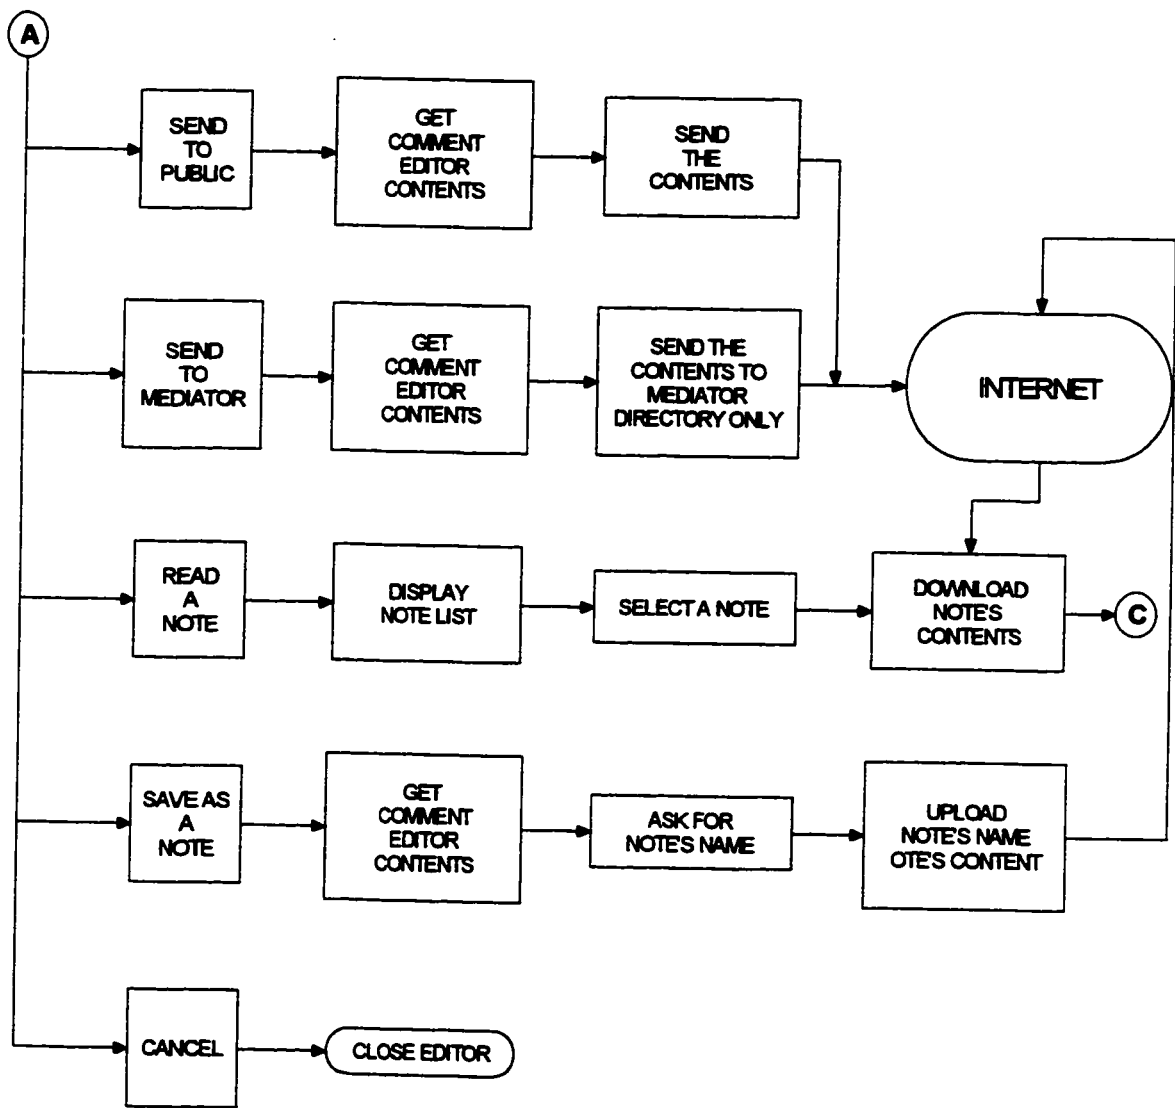 A
SEND
TO
PUBLIC
GET
COMMENT
EDITOR
CONTENTS
SEND
THE
CONTENTS
SEND
TO
MEDIATOR
GET
COMMENT
EDITOR
CONTENTS
SEND THE
CONTENTS TO
MEDIATOR
DIRECTORY ONLY
INTERNET
READ
A
NOTE
DISPLAY
NOTE LIST
SELECT A NOTE
DOWNLOAD
NOTE'S
CONTENTS
C
SAVE AS
A
NOTE
GET
COMMENT
EDITOR
CONTENTS
ASK FOR
NOTE'S NAME
UPLOAD
NOTE'S NAME
OTE'S CONTENT
CANCEL
CLOSE EDITOR